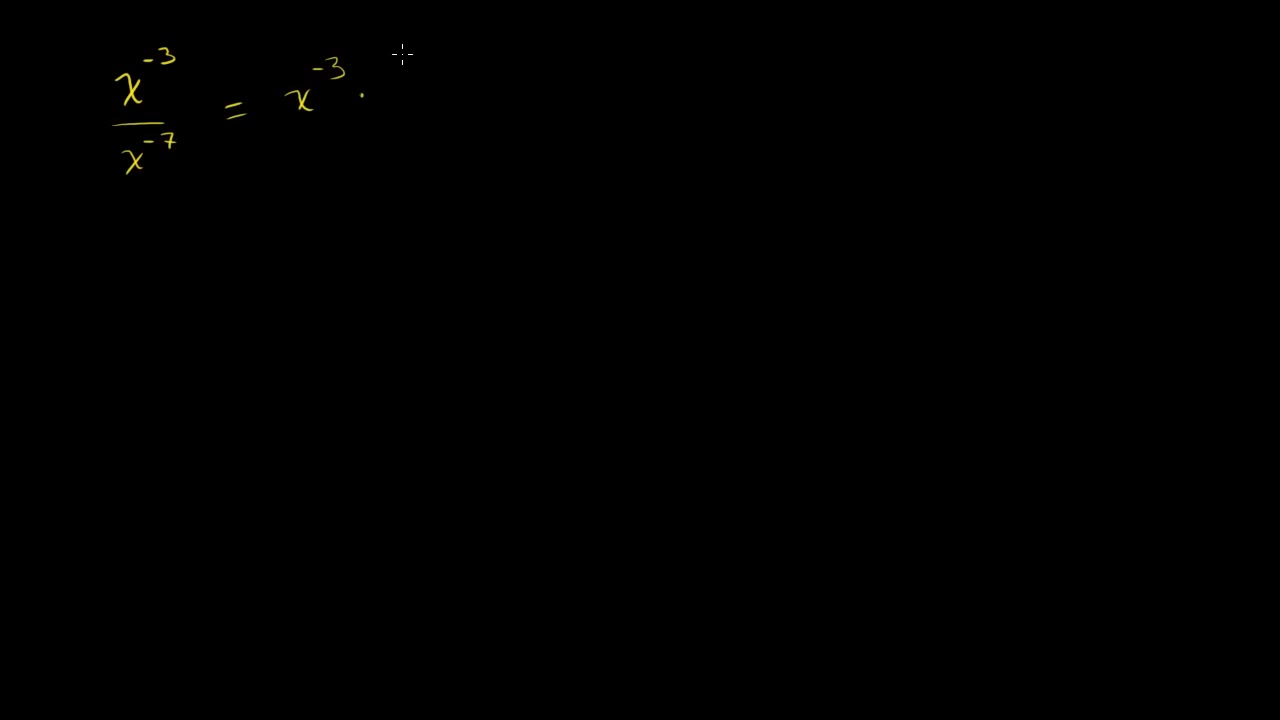 x^-3 / x^-7 = x^-3 ·